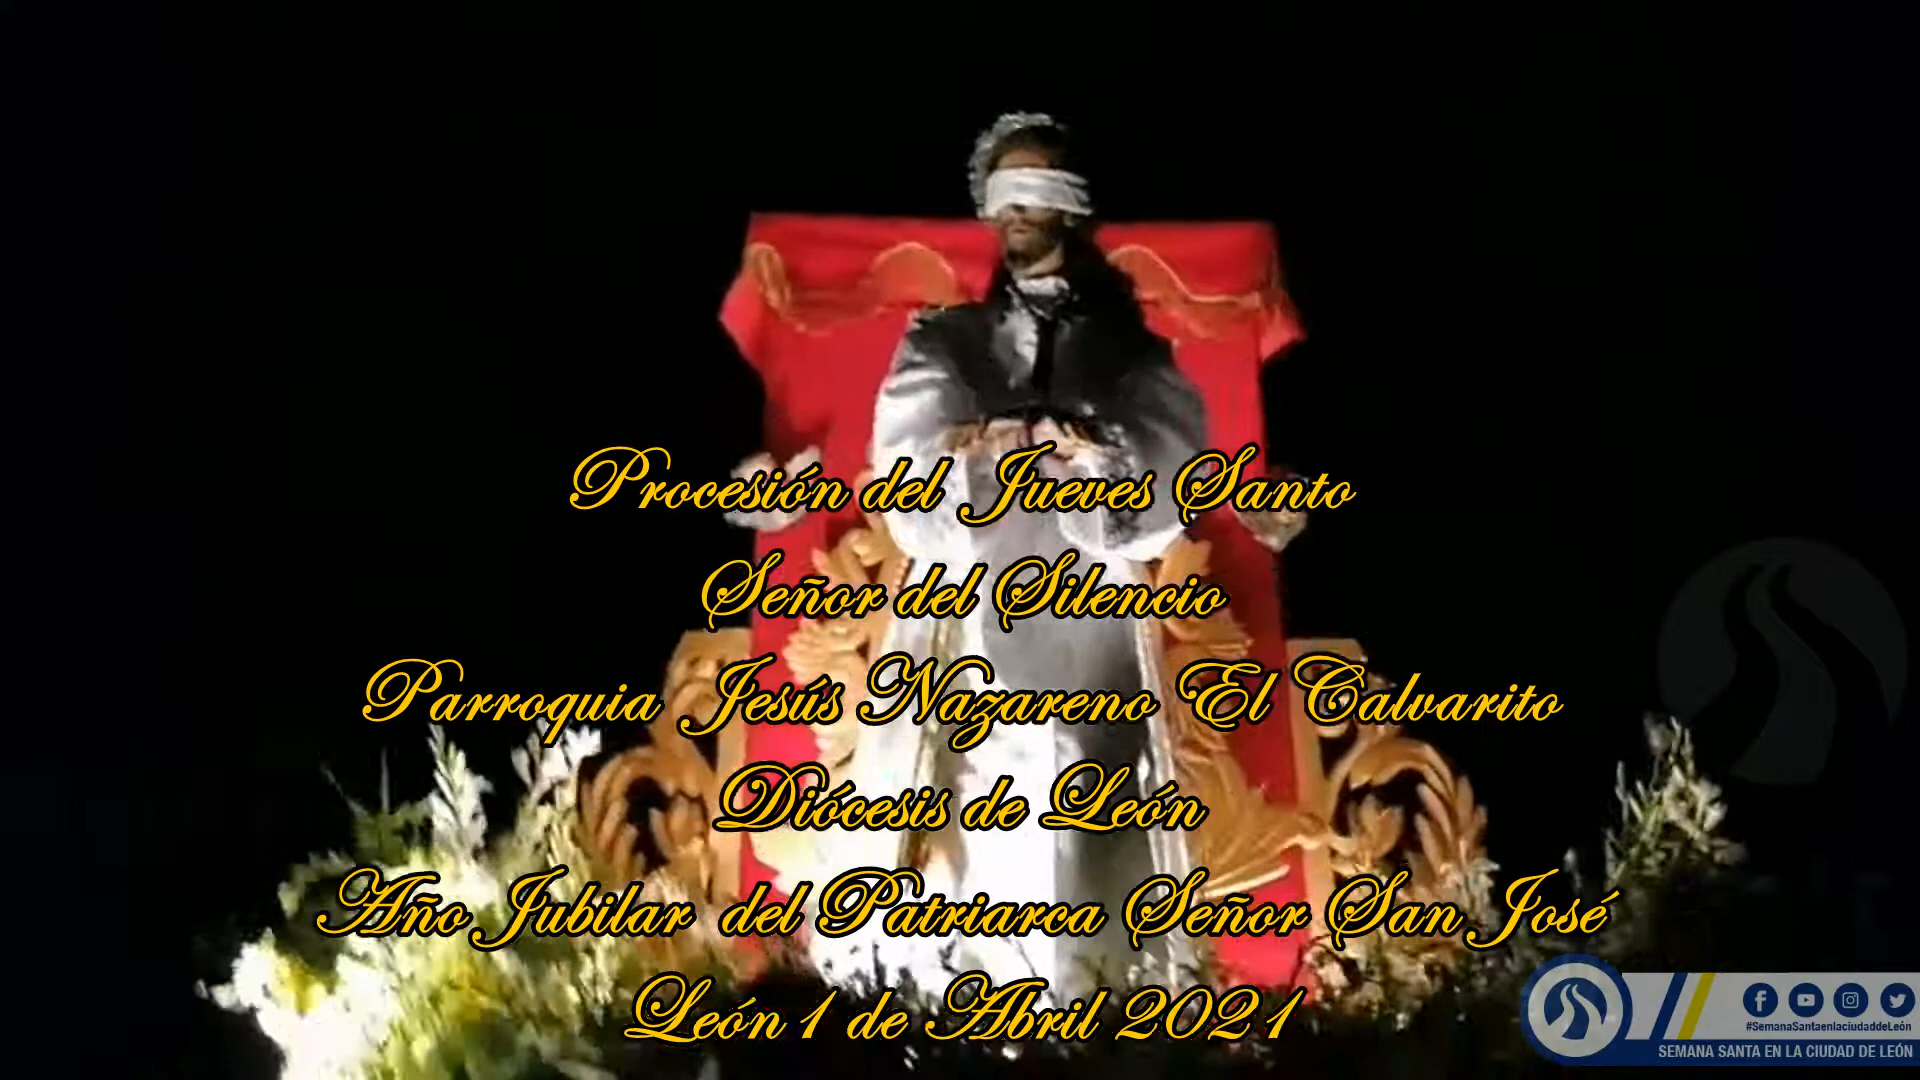 Procesión del Jueves Santo
Señor del Silencio
Parroquia Jesús Nazareno El Calvarito
Diócesis de León
Año Jubilar del Patriarca Señor San José
León 1 de Abril 2021
#SemanaSantaenlaciudaddeLeón
SEMANA SANTA EN LA CIUDAD DE LEÓN